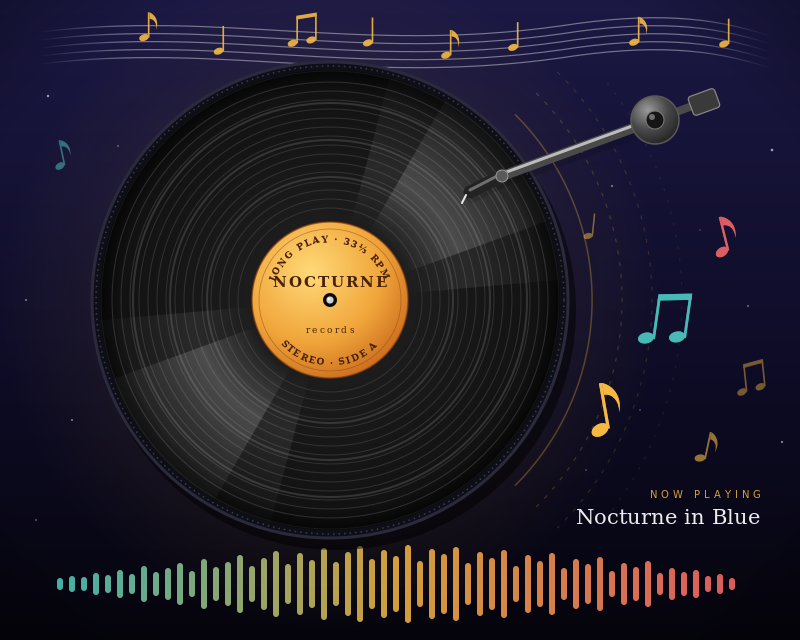 LONG PLAY · 33⅓ RPM
NOCTURNE
records
STEREO · SIDE A
NOW PLAYING
Nocturne in Blue